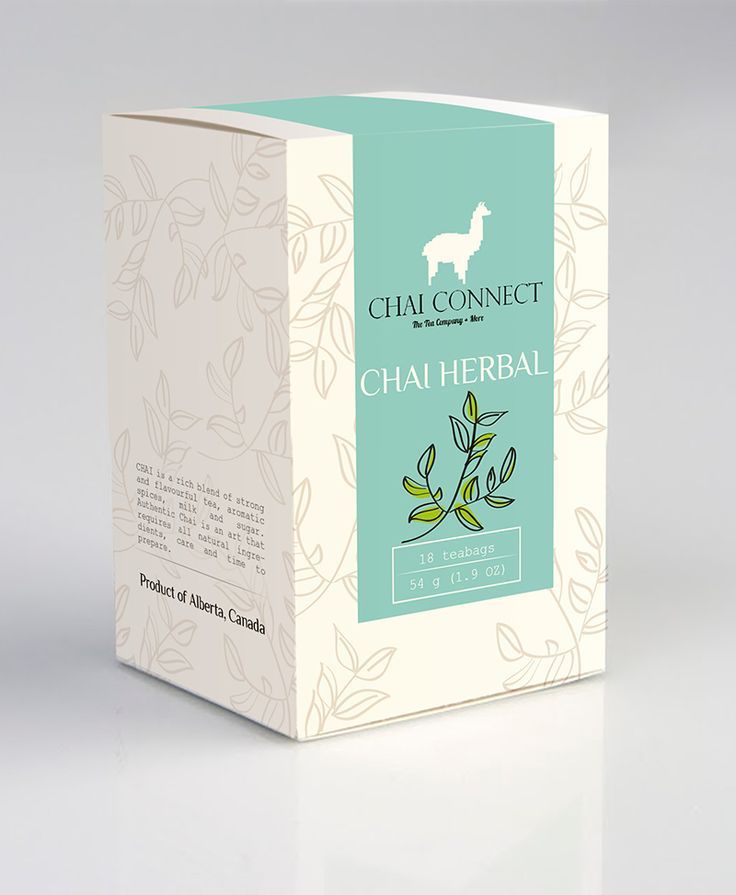 CHAI CONNECT
The Tea Company & More
CHAI HERBAL
18 teabags
54 g (1.9 OZ)
CHAI is a rich blend of strong
and flavourful tea, aromatic
spices, milk and sugar.
Authentic Chai is an art that
requires all natural ingre-
dients, care and time to
prepare.
Product of Alberta, Canada